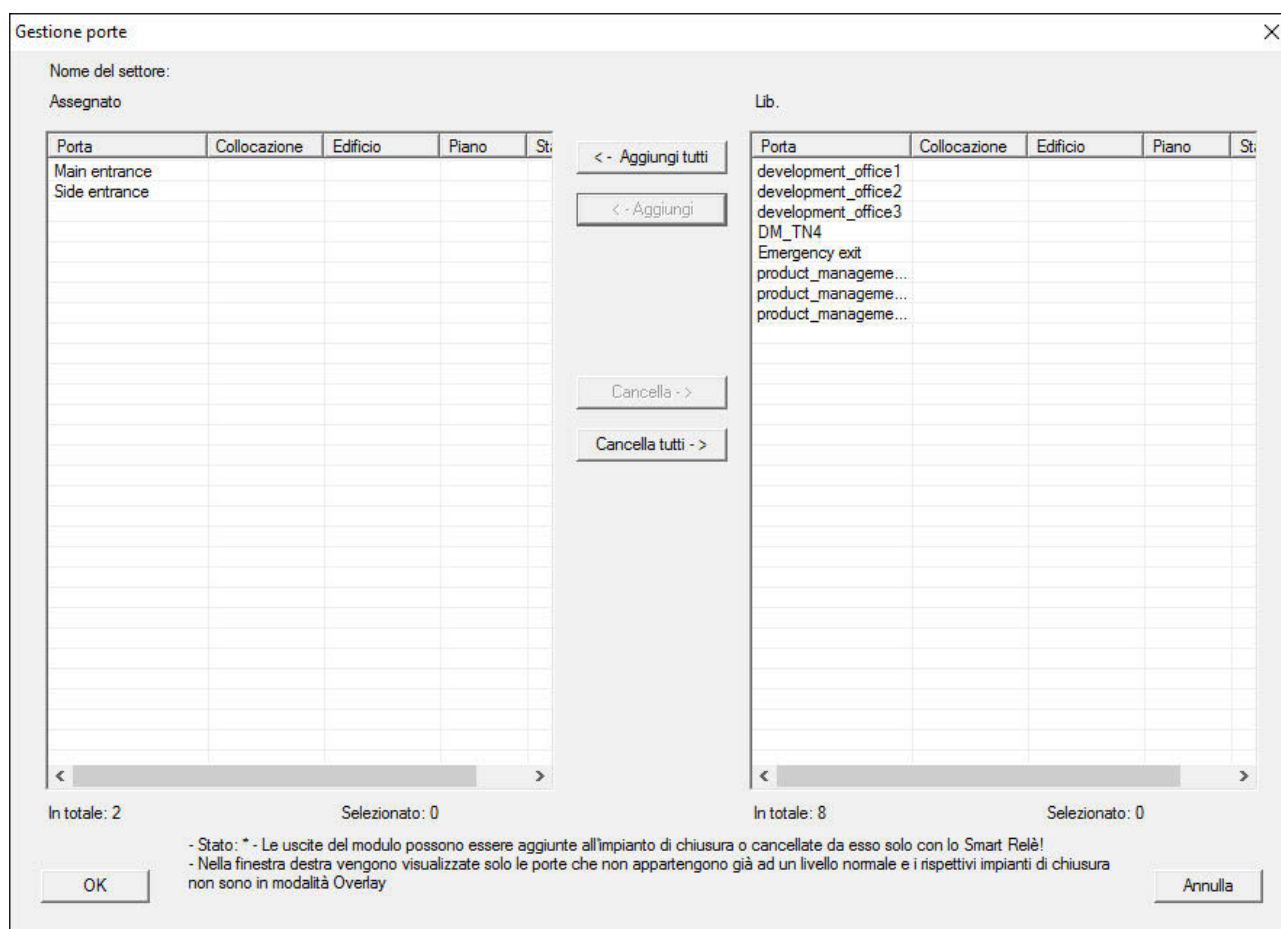 Gestione porte
Nome del settore:
Assegnato
Lib.
Porta Collocazione Edificio Piano
Porta Collocazione Edificio Piano
Main entrance
Side entrance
< - Aggiungi tutti
< - Aggiungi
Cancella - >
Cancella tutti - >
development_office1
development_office2
development_office3
DM_TN4
Emergency exit
product_manageme...
product_manageme...
product_manageme...
In totale: 2 Selezionato: 0
In totale: 8 Selezionato: 0
- Stato: * - Le uscite del modulo possono essere aggiunte all'impianto di chiusura o cancellate da esso solo con lo Smart Relè!
- Nella finestra destra vengono visualizzate solo le porte che non appartengono già ad un livello normale e i rispettivi impianti di chiusura
non sono in modalità Overlay
OK
Annulla